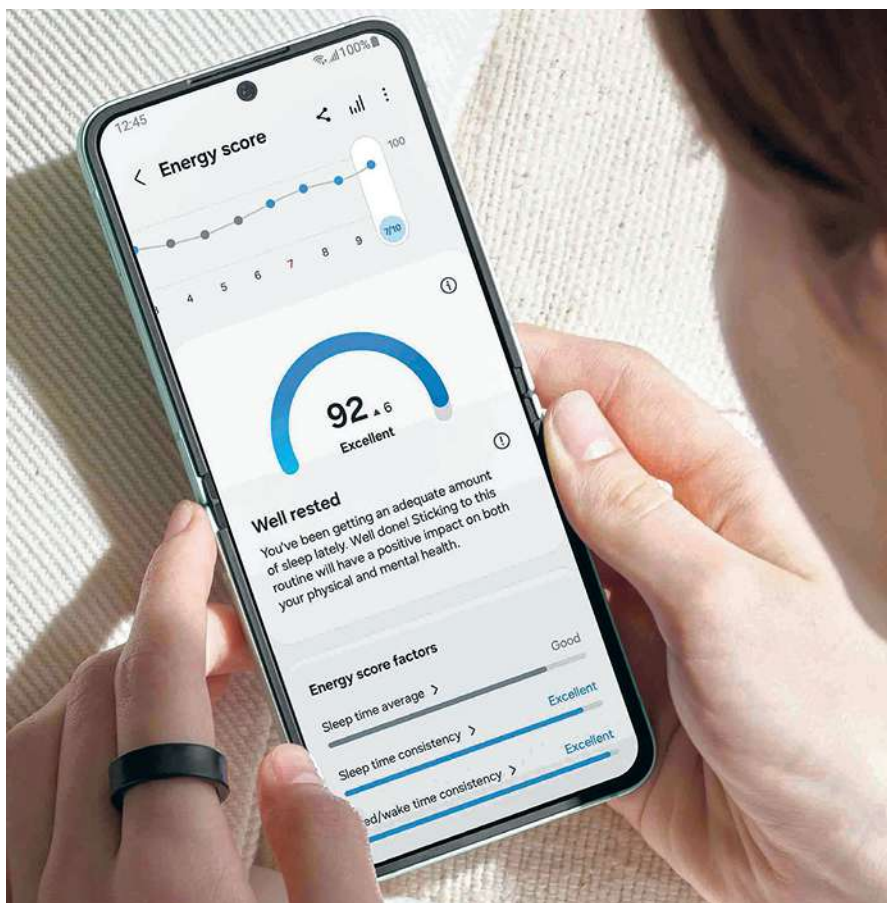 12:45
100%
Energy score
100
4 5 6 7 8 9 7/10
92 ▲ 6
Excellent
Well rested
You've been getting an adequate amount
of sleep lately. Well done! Sticking to this
routine will have a positive impact on both
your physical and mental health.
Energy score factors
Sleep time average > Good
Sleep time consistency > Excellent
ed/wake time consistency > Excellent